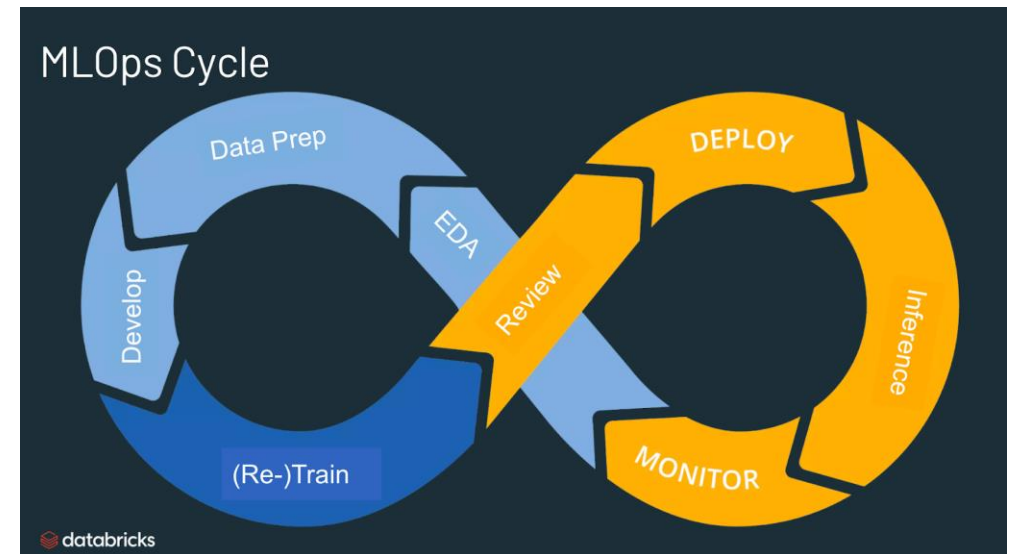 MLOps Cycle
Data Prep
DEPLOY
EDA
Review
Develop
Inference
(Re-)Train
MONITOR
databricks